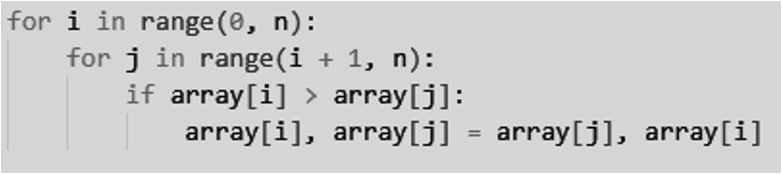 for i in range(0, n):
    for j in range(i + 1, n):
        if array[i] > array[j]:
            array[i], array[j] = array[j], array[i]